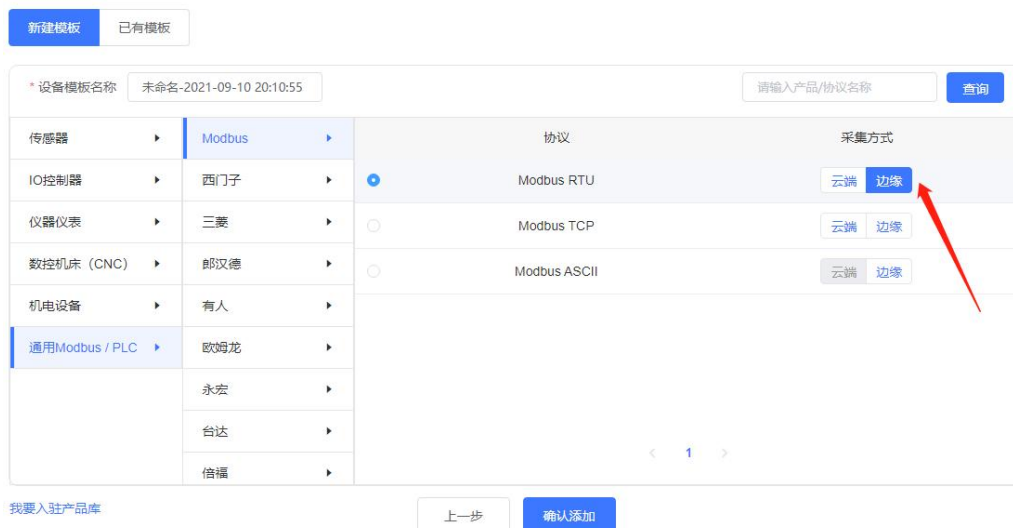 新建模板 已有模板
* 设备模板名称 未命名-2021-09-10 20:10:55 请输入产品/协议名称 查询
传感器 Modbus 协议 采集方式
IO控制器 西门子 Modbus RTU 云端 边缘
仪器仪表 三菱 Modbus TCP 云端 边缘
数控机床（CNC） 郎汉德 Modbus ASCII 云端 边缘
机电设备 有人
通用Modbus / PLC 欧姆龙
永宏
台达
1
倍福
我要入驻产品库 上一步 确认添加